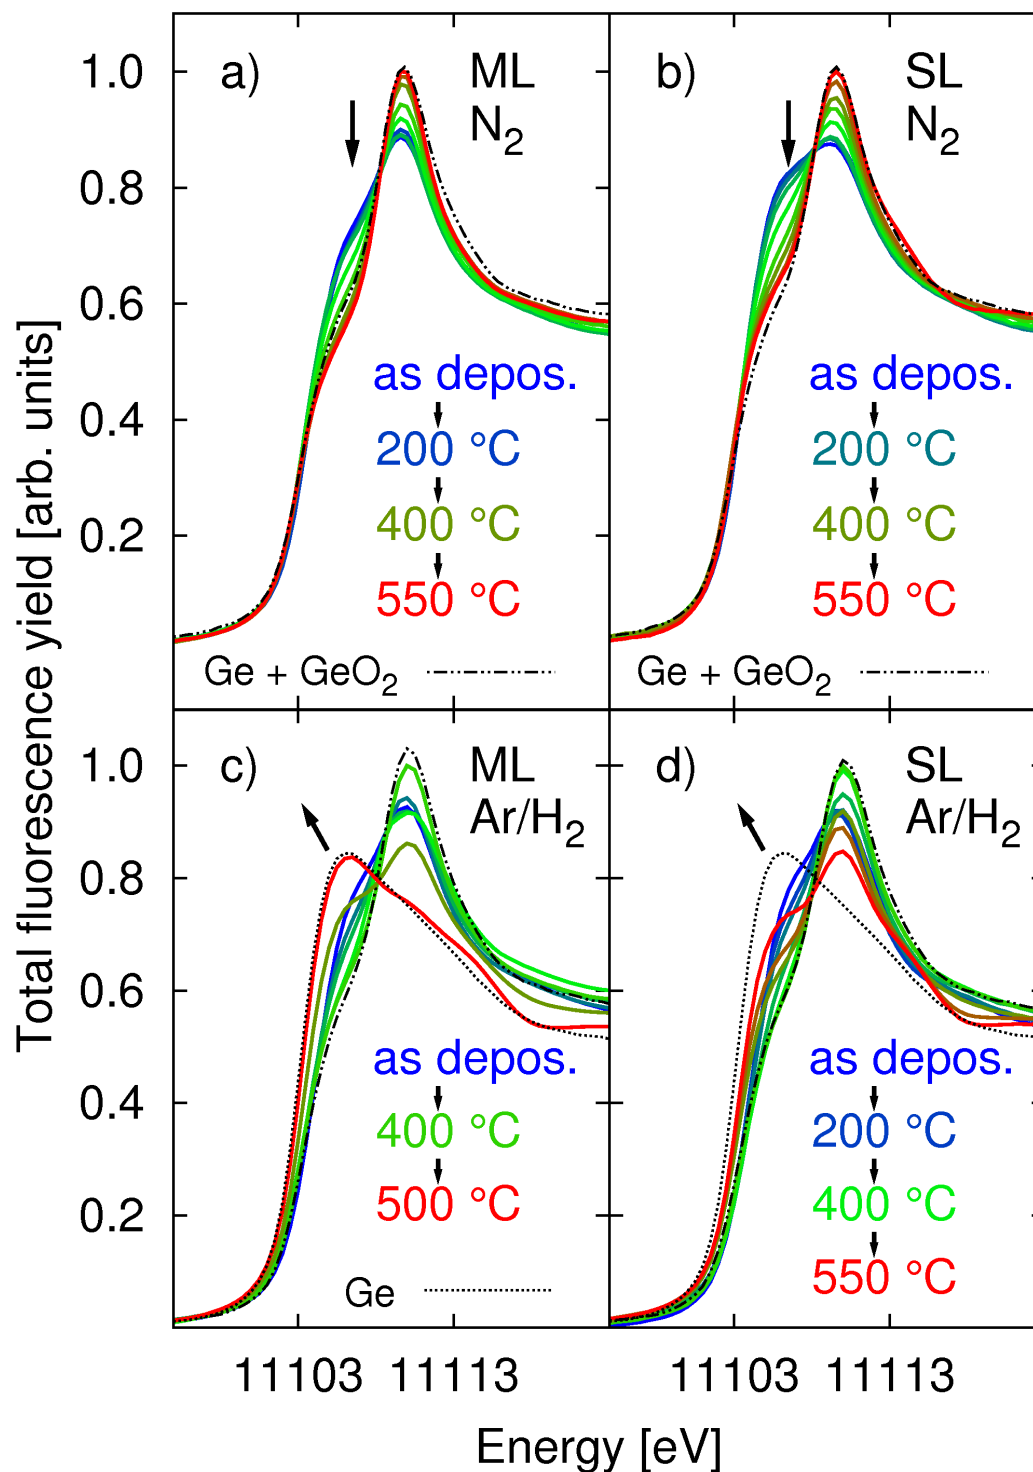 Total fluorescence yield [arb. units]
1.0
0.8
0.6
0.4
0.2
a)
ML
N2
as depos.
200 °C
400 °C
550 °C
Ge + GeO2
b)
SL
N2
as depos.
200 °C
400 °C
550 °C
Ge + GeO2
1.0
0.8
0.6
0.4
0.2
c)
ML
Ar/H2
as depos.
400 °C
500 °C
Ge
d)
SL
Ar/H2
as depos.
200 °C
400 °C
550 °C
11103 11113 11103 11113
Energy [eV]